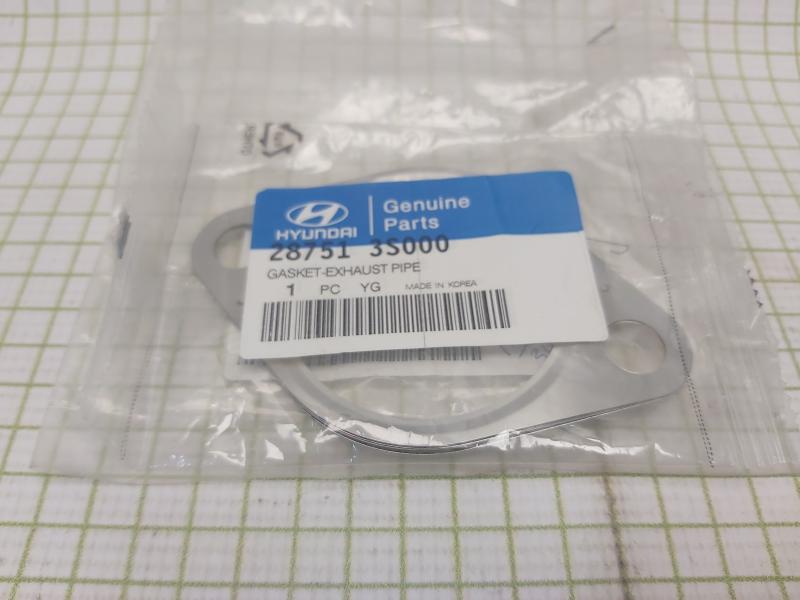 HYUNDAI
Genuine
Parts
28751 3S000
GASKET-EXHAUST PIPE
1 PC YG MADE IN KOREA